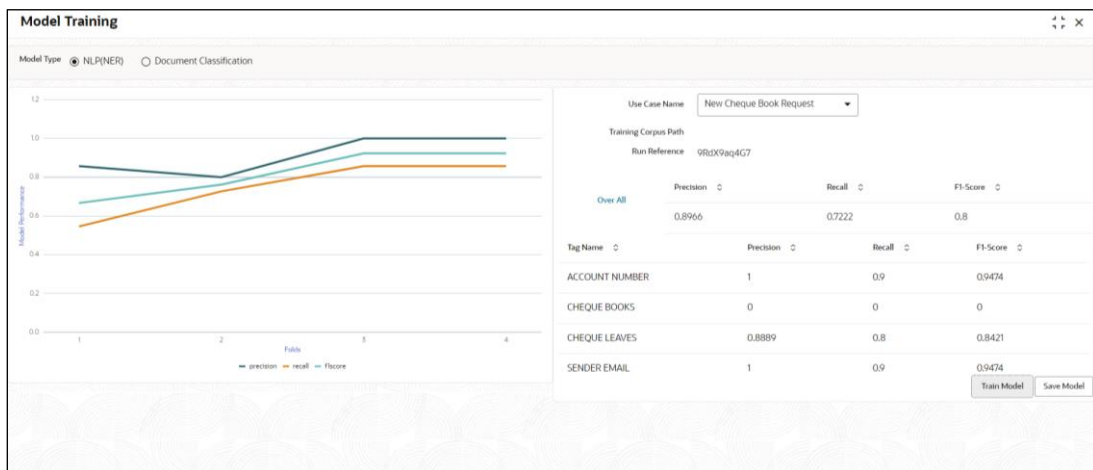 Model Training
Model Type NLP(NER) Document Classification
1.2
1.0
0.8
0.6
0.4
0.2
0.0
Model Performance
1 2 3 4
Folds
precision recall f1score
Use Case Name New Cheque Book Request
Training Corpus Path
Run Reference 9RdX9aq4G7
Over All
Precision Recall F1-Score
0.8966 0.7222 0.8
Tag Name Precision Recall F1-Score
ACCOUNT NUMBER 1 0.9 0.9474
CHEQUE BOOKS 0 0 0
CHEQUE LEAVES 0.8889 0.8 0.8421
SENDER EMAIL 1 0.9 0.9474
Train Model Save Model